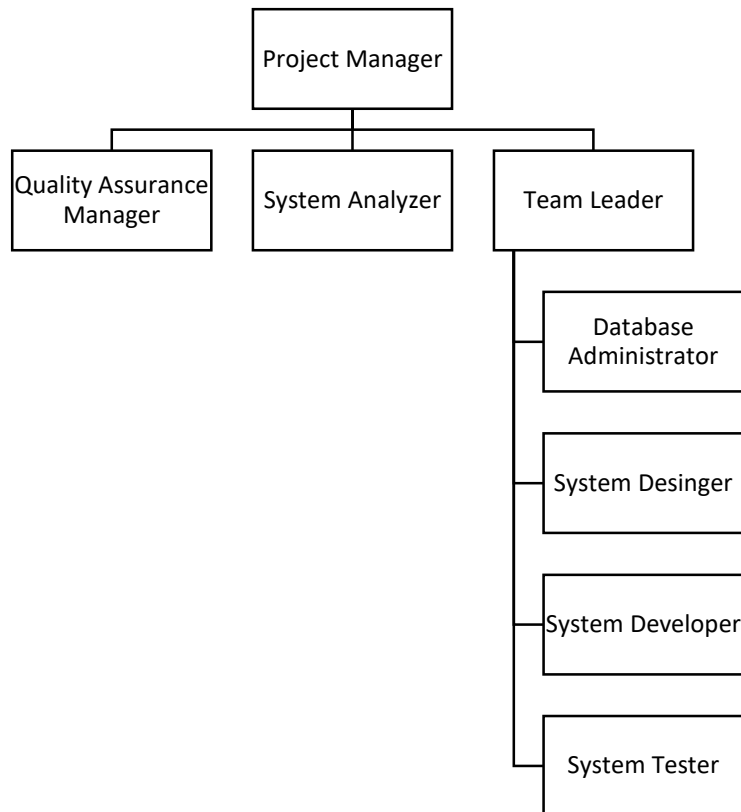 Project Manager
Quality Assurance
Manager
System Analyzer
Team Leader
Database
Administrator
System Desinger
System Developer
System Tester